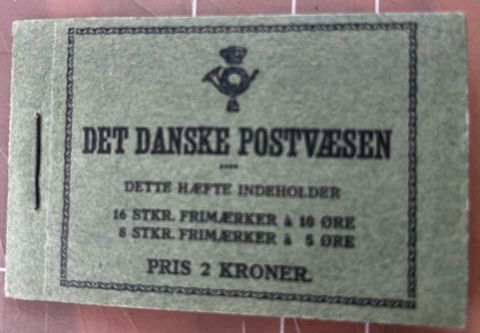 DET DANSKE POSTVÆSEN
DETTE HÆFTE INDEHOLDER
16 STKR. FRIMÆRKER à 10 ØRE
8 STKR. FRIMÆRKER à 5 ØRE
PRIS 2 KRONER.